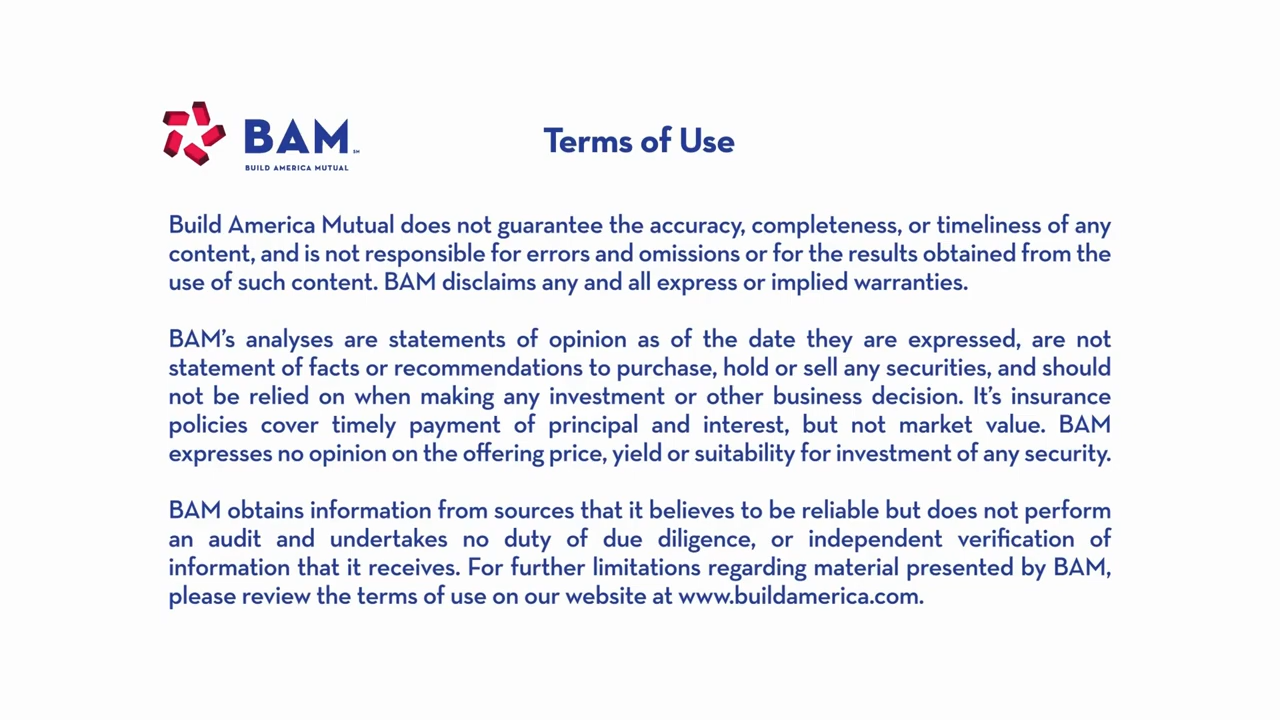 BAM
SM
BUILD AMERICA MUTUAL
Terms of Use
Build America Mutual does not guarantee the accuracy, completeness, or timeliness of any
content, and is not responsible for errors and omissions or for the results obtained from the
use of such content. BAM disclaims any and all express or implied warranties.
BAM’s analyses are statements of opinion as of the date they are expressed, are not
statement of facts or recommendations to purchase, hold or sell any securities, and should
not be relied on when making any investment or other business decision. It’s insurance
policies cover timely payment of principal and interest, but not market value. BAM
expresses no opinion on the offering price, yield or suitability for investment of any security.
BAM obtains information from sources that it believes to be reliable but does not perform
an audit and undertakes no duty of due diligence, or independent verification of
information that it receives. For further limitations regarding material presented by BAM,
please review the terms of use on our website at www.buildamerica.com.